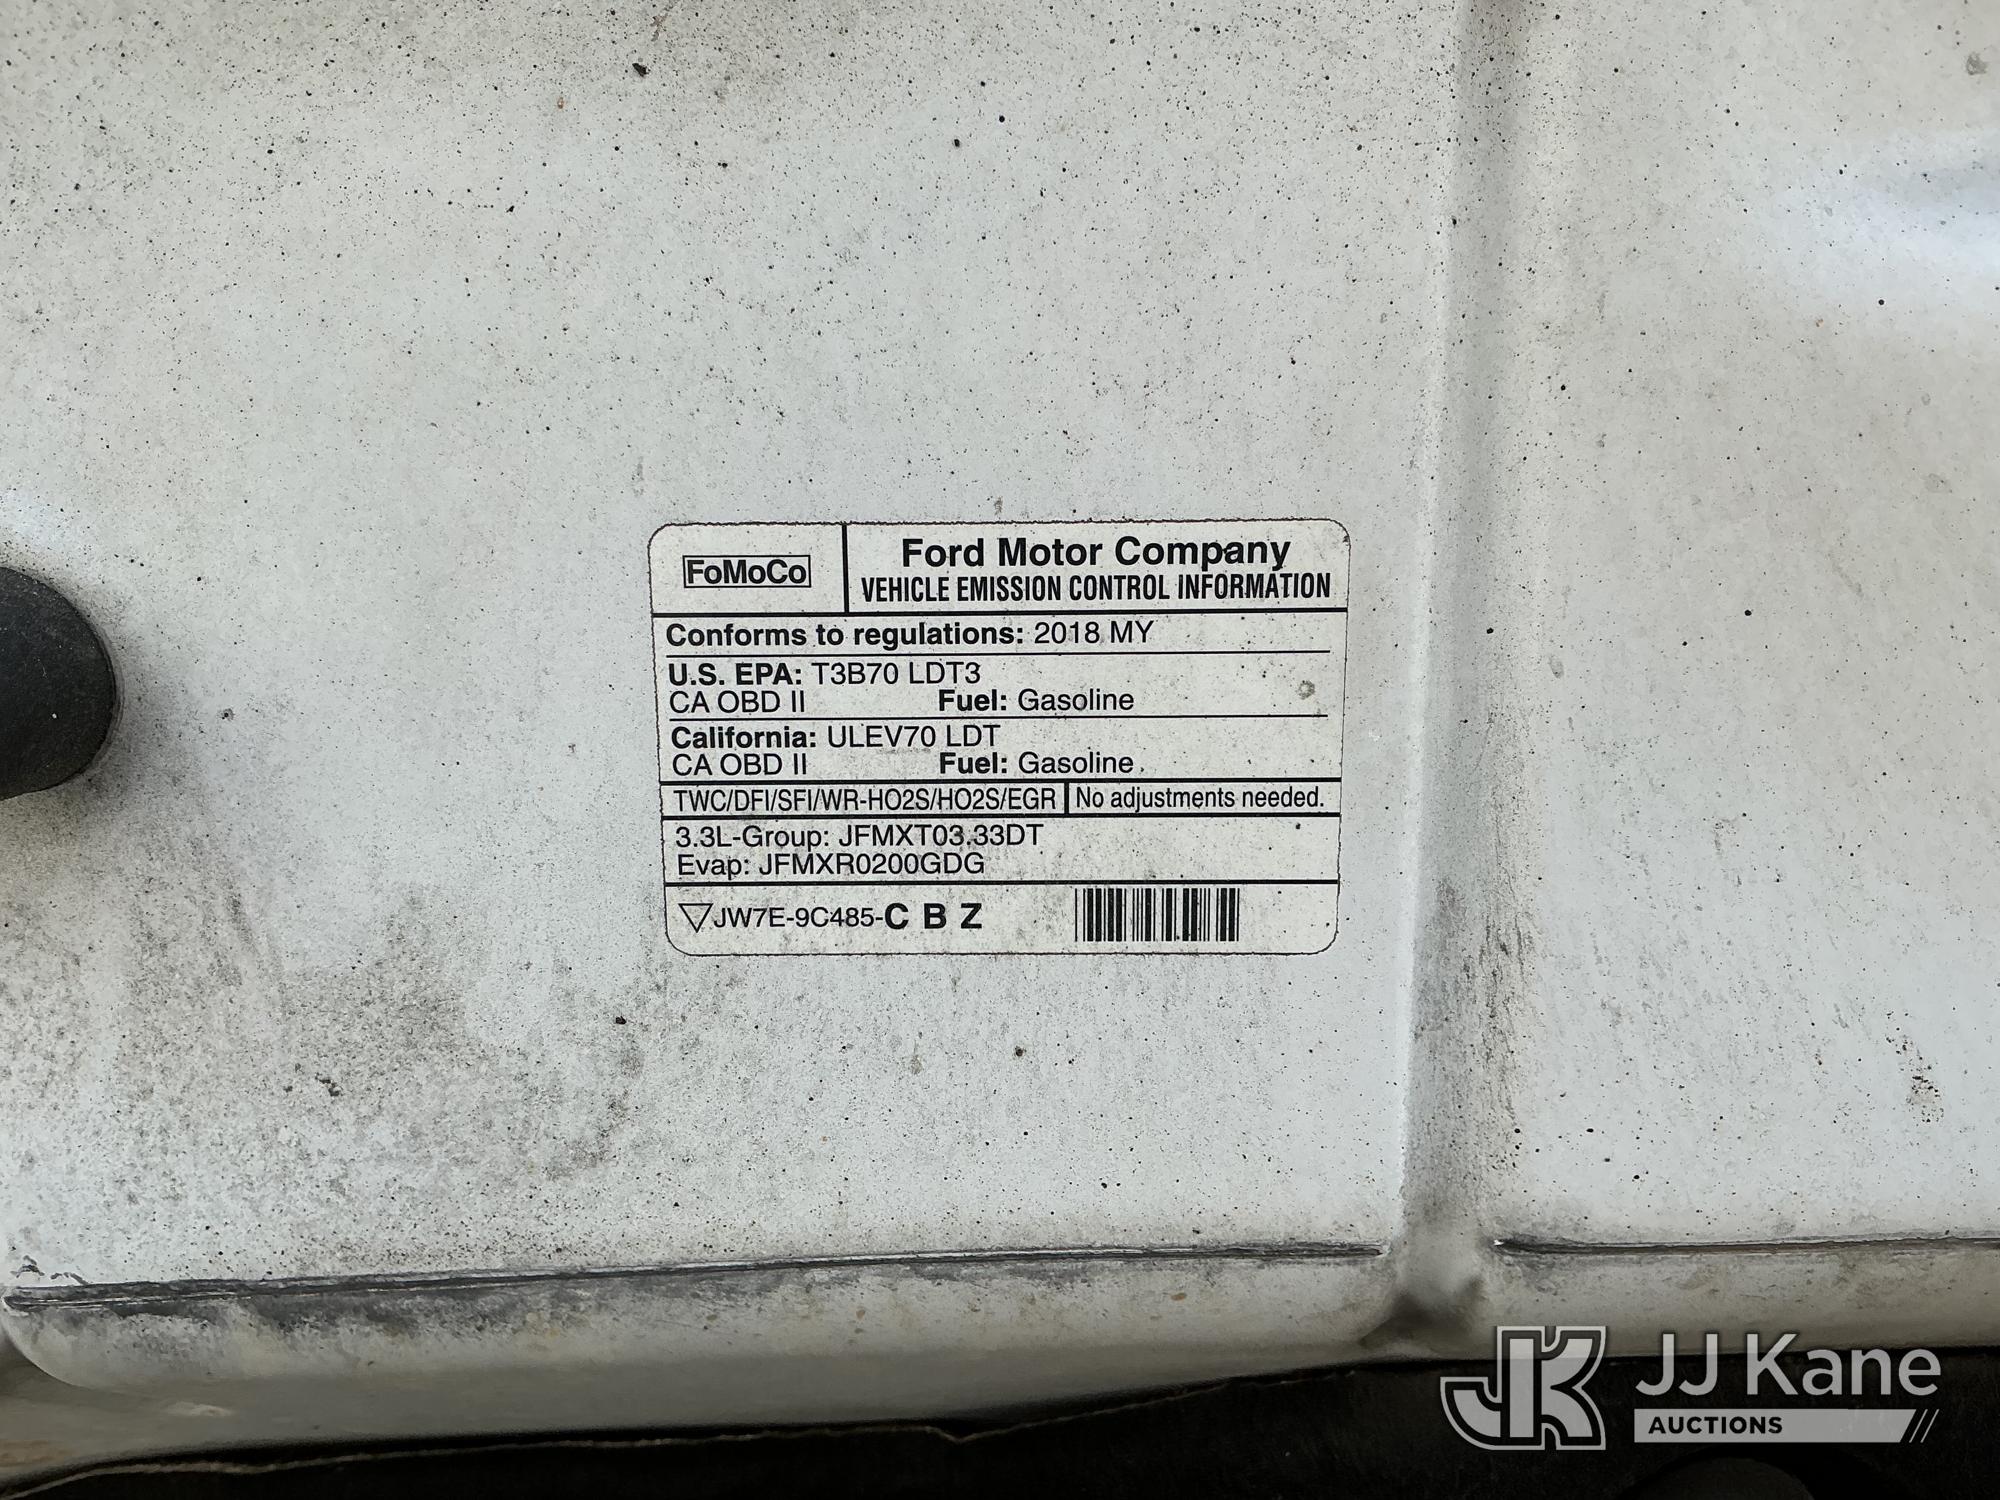 FoMoCo
Ford Motor Company
VEHICLE EMISSION CONTROL INFORMATION
Conforms to regulations: 2018 MY
U.S. EPA: T3B70 LDT3
CA OBD II Fuel: Gasoline
California: ULEV70 LDT
CA OBD II Fuel: Gasoline
TWC/DFI/SFI/WR-HO2S/HO2S/EGR No adjustments needed.
3.3L-Group: JFMXT03.33DT
Evap: JFMXR0200GDG
JW7E-9C485-C B Z
JK JJ Kane
AUCTIONS